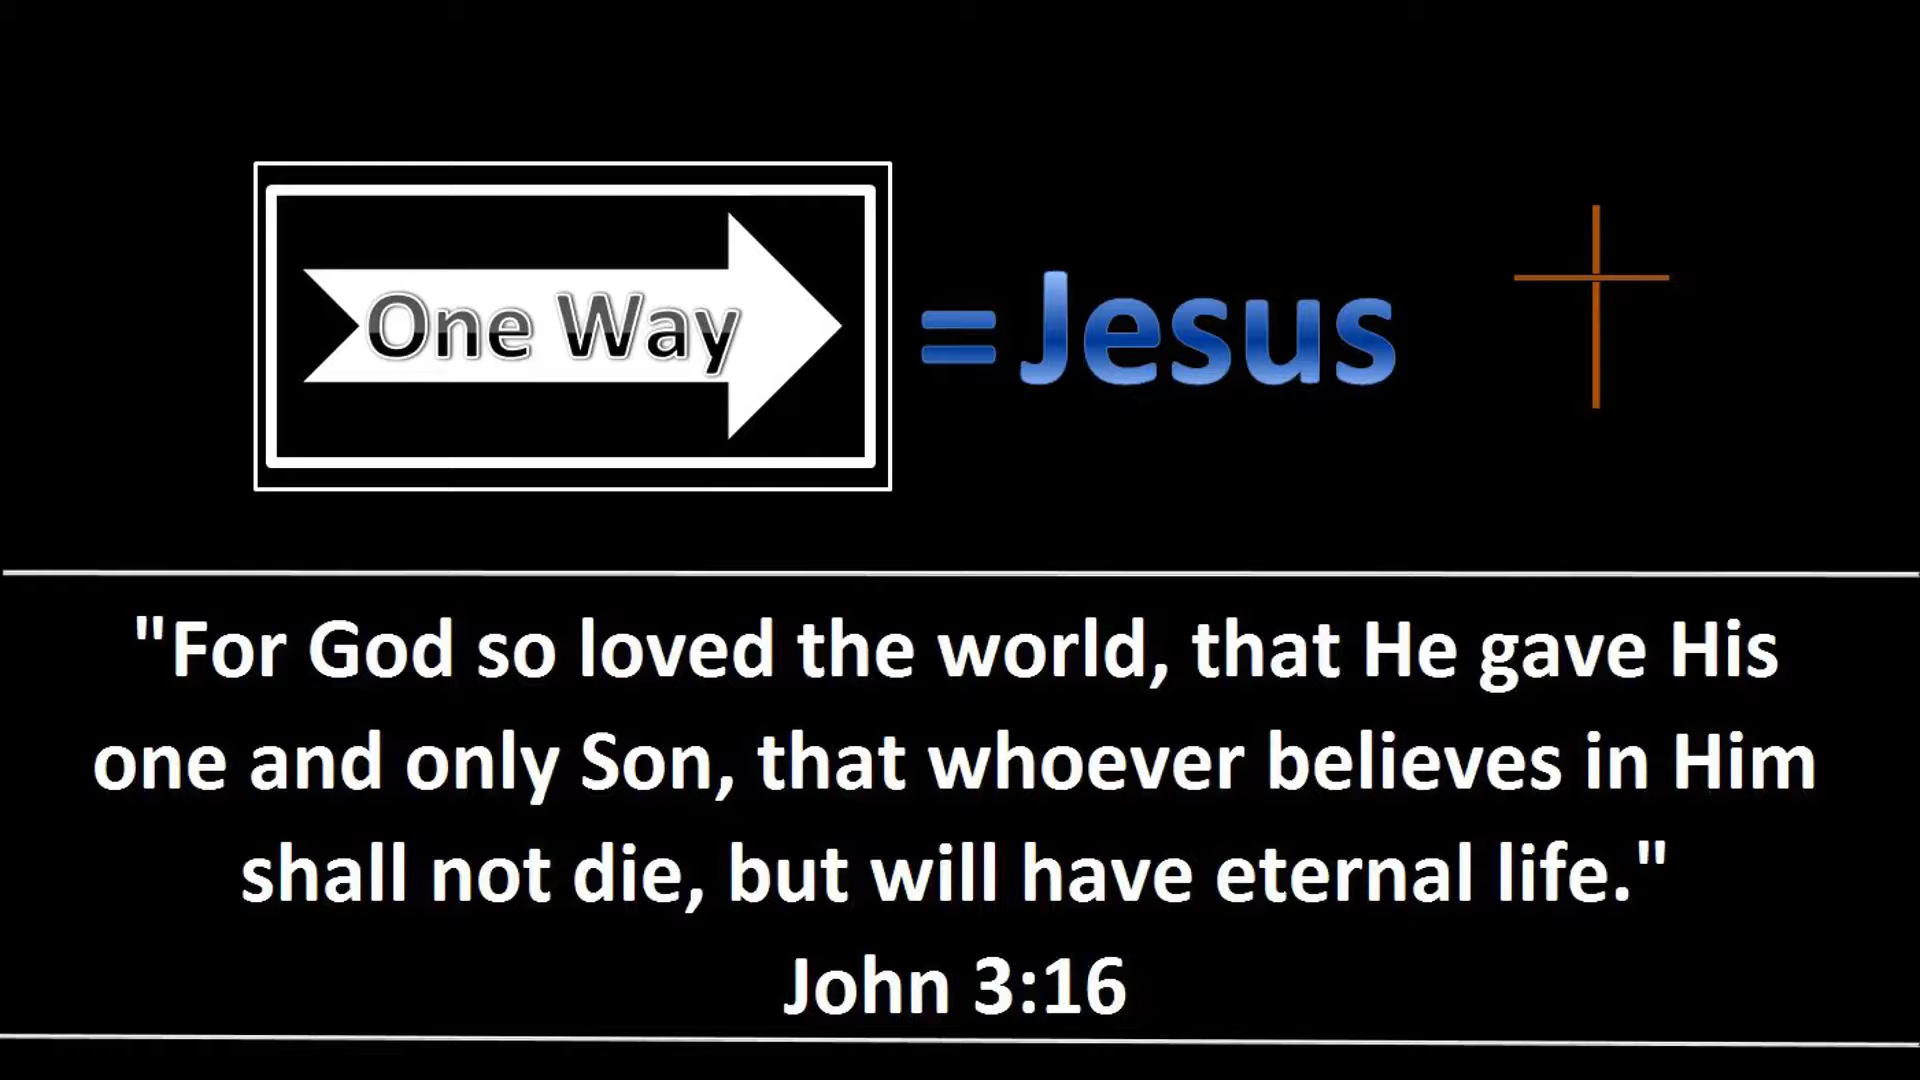 One Way = Jesus
"For God so loved the world, that He gave His
one and only Son, that whoever believes in Him
shall not die, but will have eternal life."
John 3:16